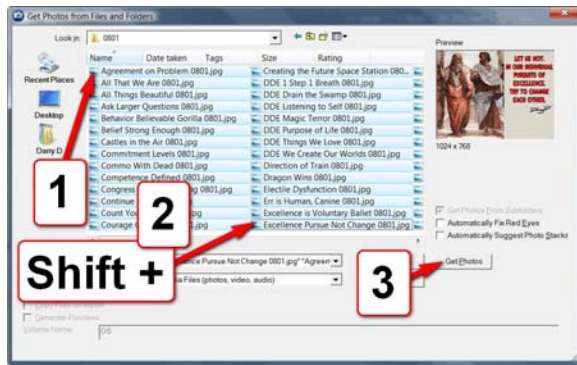 Get Photos from Files and Folders
Look in: 0801
Name Date taken Tags Size Rating
Agreement on Problem 0801.jpg
All That We Are 0801.jpg
All Things Beautiful 0801.jpg
Ask Larger Questions 0801.jpg
Behavior Believable Gorilla 0801.jpg
Belief Strong Enough 0801.jpg
Castles in the Air 0801.jpg
Commitment Levels 0801.jpg
Commo With Dead 0801.jpg
Competence Defined 0801.jpg
Congress 0801.jpg
Continue
Count You
Courage
Creating the Future Space Station 080...
DDE 1 Step 1 Breath 0801.jpg
DDE Drain the Swamp 0801.jpg
DDE Listening to Self 0801.jpg
DDE Magic Terror 0801.jpg
DDE Purpose of Life 0801.jpg
DDE Things We Love 0801.jpg
DDE We Create Our Worlds 0801.jpg
Direction of Train 0801.jpg
Dragon Wins 0801.jpg
Electile Dysfunction 0801.jpg
Err is Human, Canine 0801.jpg
Excellence is Voluntary Ballet 0801.jpg
Excellence Pursue Not Change 0801.jpg
Recent Places
Desktop
Darry D
1
2
Shift +
3
ance Pursue Not Change 0801.jpg" "Agreem
ia Files (photos, video, audio)
Preview
LET US NOT,
IN OUR INDIVIDUAL
PURSUITS OF
EXCELLENCE,
TRY TO CHANGE
EACH OTHER.
1024 x 768
Get Photos From Subfolders
Automatically Fix Red Eyes
Automatically Suggest Photo Stacks
Get Photos
Generate Previews
Volume Name: OS